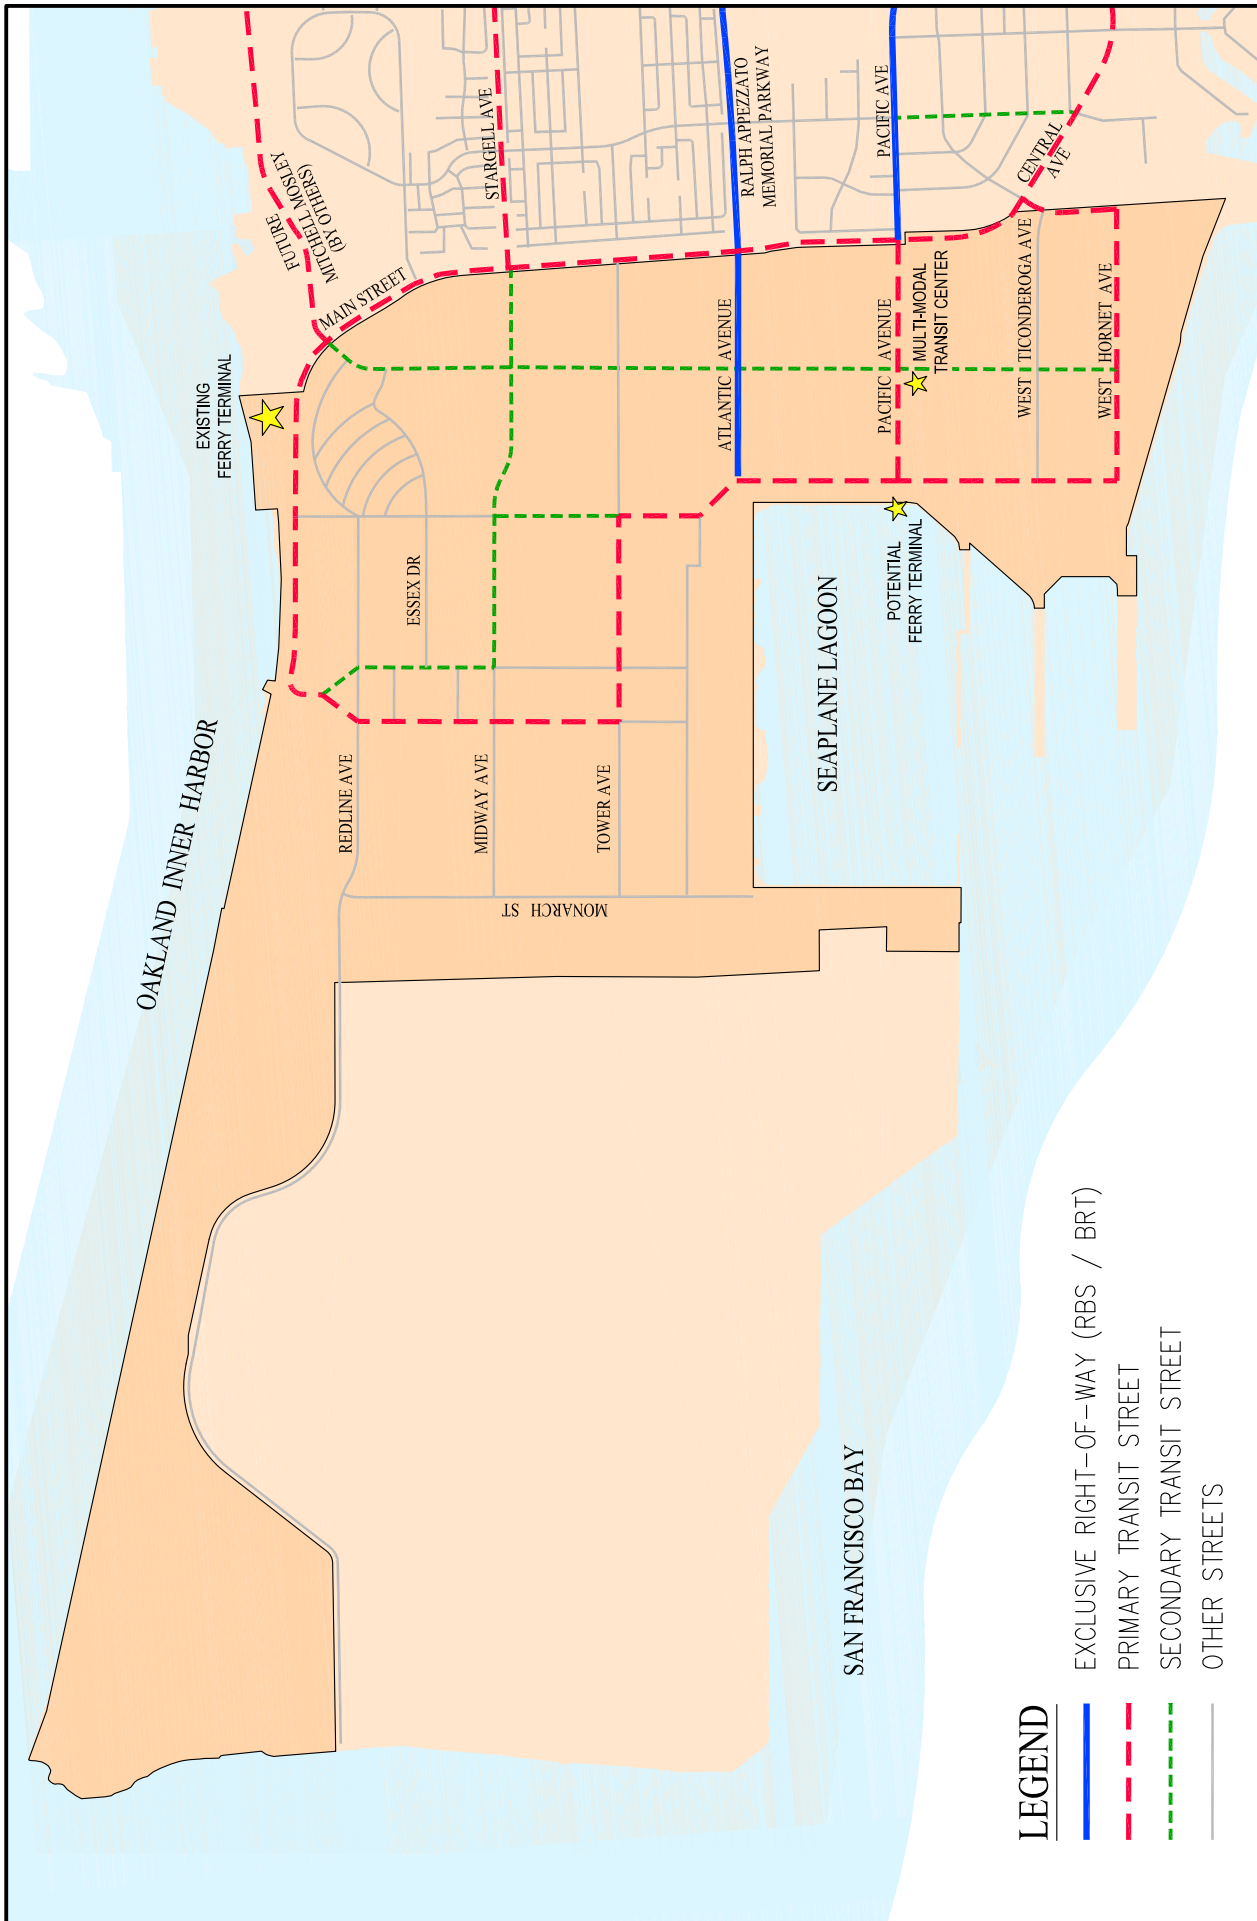 OAKLAND INNER HARBOR
EXISTING
FERRY TERMINAL
FUTURE
MITCHELL MOSLEY
(BY OTHERS)
MAIN STREET
STARGELL AVE
RALPH APPEZZATO
MEMORIAL PARKWAY
PACIFIC AVE
CENTRAL
AVE
REDLINE AVE
ESSEX DR
MIDWAY AVE
TOWER AVE
MONARCH ST
ATLANTIC AVENUE
PACIFIC AVENUE
MULTI-MODAL
TRANSIT CENTER
WEST TICONDEROGA AVE
WEST HORNET AVE
SEAPLANE LAGOON
POTENTIAL
FERRY TERMINAL
SAN FRANCISCO BAY
LEGEND
EXCLUSIVE RIGHT-OF-WAY (RBS / BRT)
PRIMARY TRANSIT STREET
SECONDARY TRANSIT STREET
OTHER STREETS